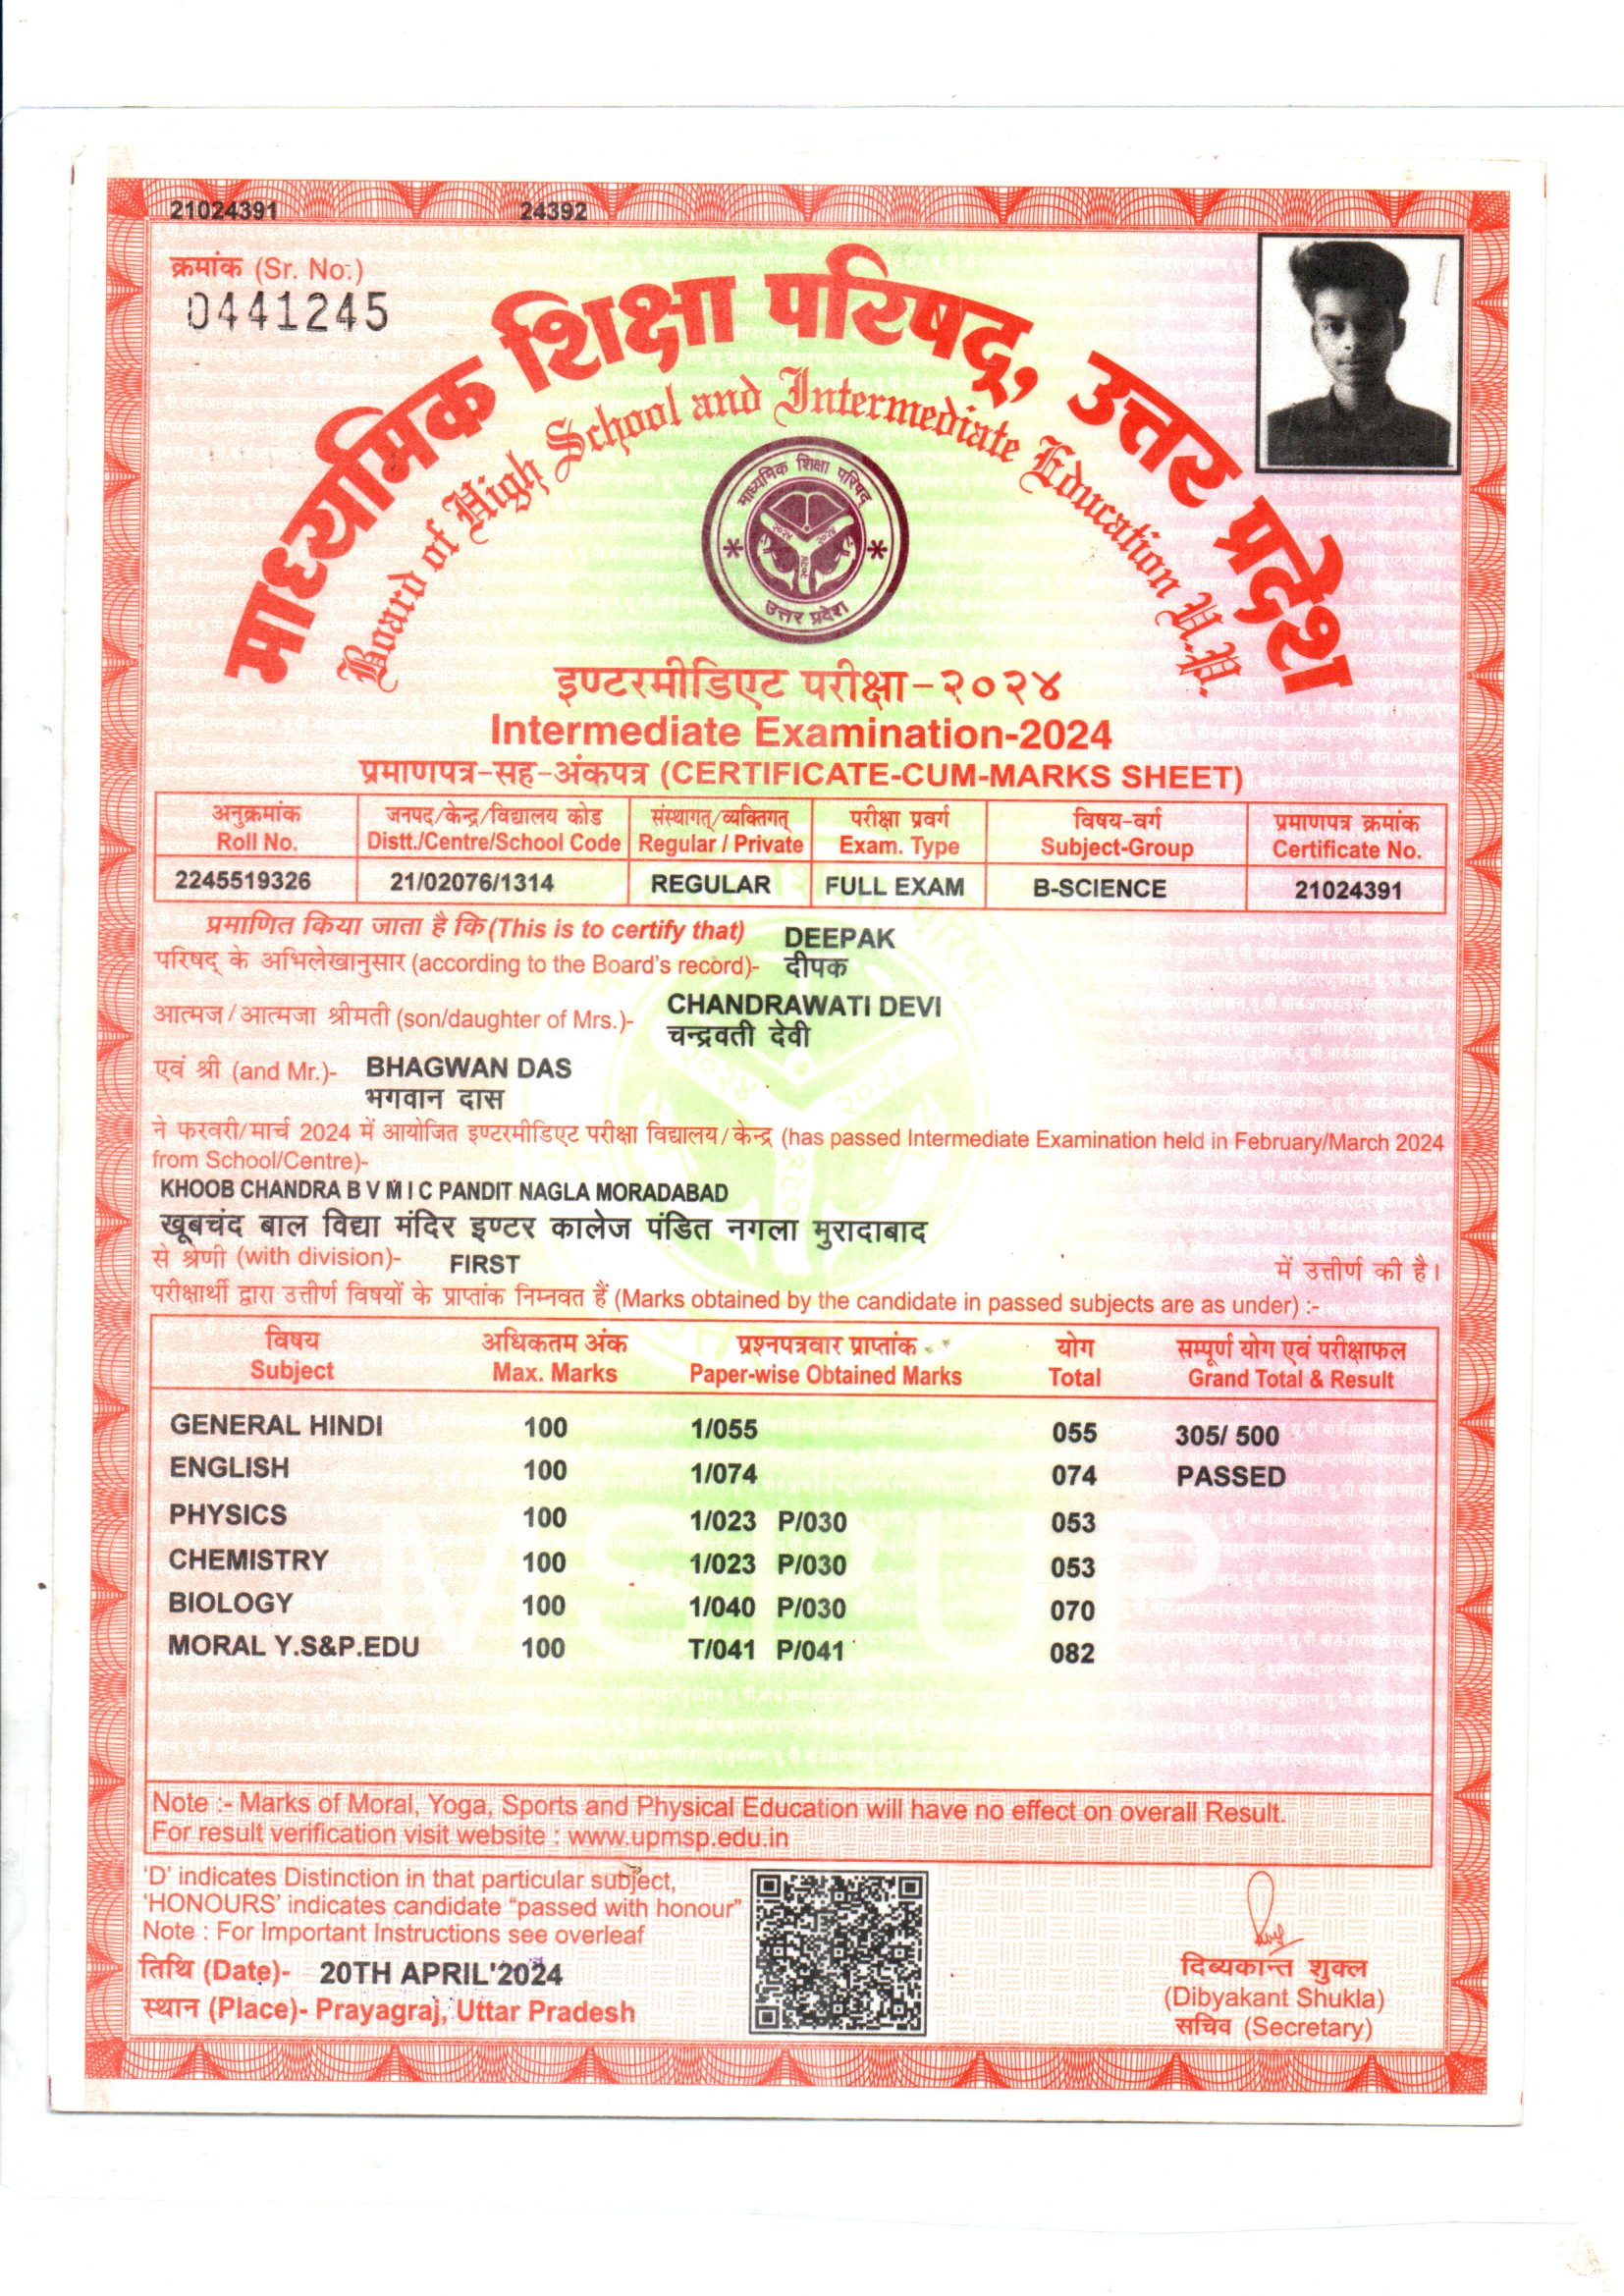 21024391 24392
क्रमांक (Sr. No.)
0441245
माध्यमिक शिक्षा परिषद्, उत्तर प्रदेश
Board of High School and Intermediate Education U.P.
माध्यमिक शिक्षा परिषद्
उत्तर प्रदेश
इण्टरमीडिएट परीक्षा-२०२४
Intermediate Examination-2024
प्रमाणपत्र-सह-अंकपत्र (CERTIFICATE-CUM-MARKS SHEET)
अनुक्रमांक जनपद/केन्द्र/विद्यालय कोड संस्थागत्/व्यक्तिगत् परीक्षा प्रवर्ग विषय-वर्ग प्रमाणपत्र क्रमांक
Roll No. Distt./Centre/School Code Regular / Private Exam. Type Subject-Group Certificate No.
2245519326 21/02076/1314 REGULAR FULL EXAM B-SCIENCE 21024391
प्रमाणित किया जाता है कि (This is to certify that) DEEPAK
परिषद् के अभिलेखानुसार (according to the Board's record)- दीपक
आत्मज/आत्मजा श्रीमती (son/daughter of Mrs.)- CHANDRAWATI DEVI
चन्द्रवती देवी
एवं श्री (and Mr.)- BHAGWAN DAS
भगवान दास
ने फरवरी/मार्च 2024 में आयोजित इण्टरमीडिएट परीक्षा विद्यालय/केन्द्र (has passed Intermediate Examination held in February/March 2024
from School/Centre)-
KHOOB CHANDRA B V M I C PANDIT NAGLA MORADABAD
खूबचंद बाल विद्या मंदिर इण्टर कालेज पंडित नगला मुरादाबाद
से श्रेणी (with division)- FIRST में उत्तीर्ण की है।
परीक्षार्थी द्वारा उत्तीर्ण विषयों के प्राप्तांक निम्नवत हैं (Marks obtained by the candidate in passed subjects are as under) :-
विषय अधिकतम अंक प्रश्नपत्रवार प्राप्तांक योग सम्पूर्ण योग एवं परीक्षाफल
Subject Max. Marks Paper-wise Obtained Marks Total Grand Total & Result
GENERAL HINDI 100 1/055 055 305/ 500
ENGLISH 100 1/074 074 PASSED
PHYSICS 100 1/023 P/030 053
CHEMISTRY 100 1/023 P/030 053
BIOLOGY 100 1/040 P/030 070
MORAL Y.S&P.EDU 100 T/041 P/041 082
Note :- Marks of Moral, Yoga, Sports and Physical Education will have no effect on overall Result.
For result verification visit website : www.upmsp.edu.in
'D' indicates Distinction in that particular subject,
'HONOURS' indicates candidate "passed with honour"
Note : For Important Instructions see overleaf
तिथि (Date)- 20TH APRIL'2024
स्थान (Place)- Prayagraj, Uttar Pradesh
दिब्यकान्त शुक्ल
(Dibyakant Shukla)
सचिव (Secretary)